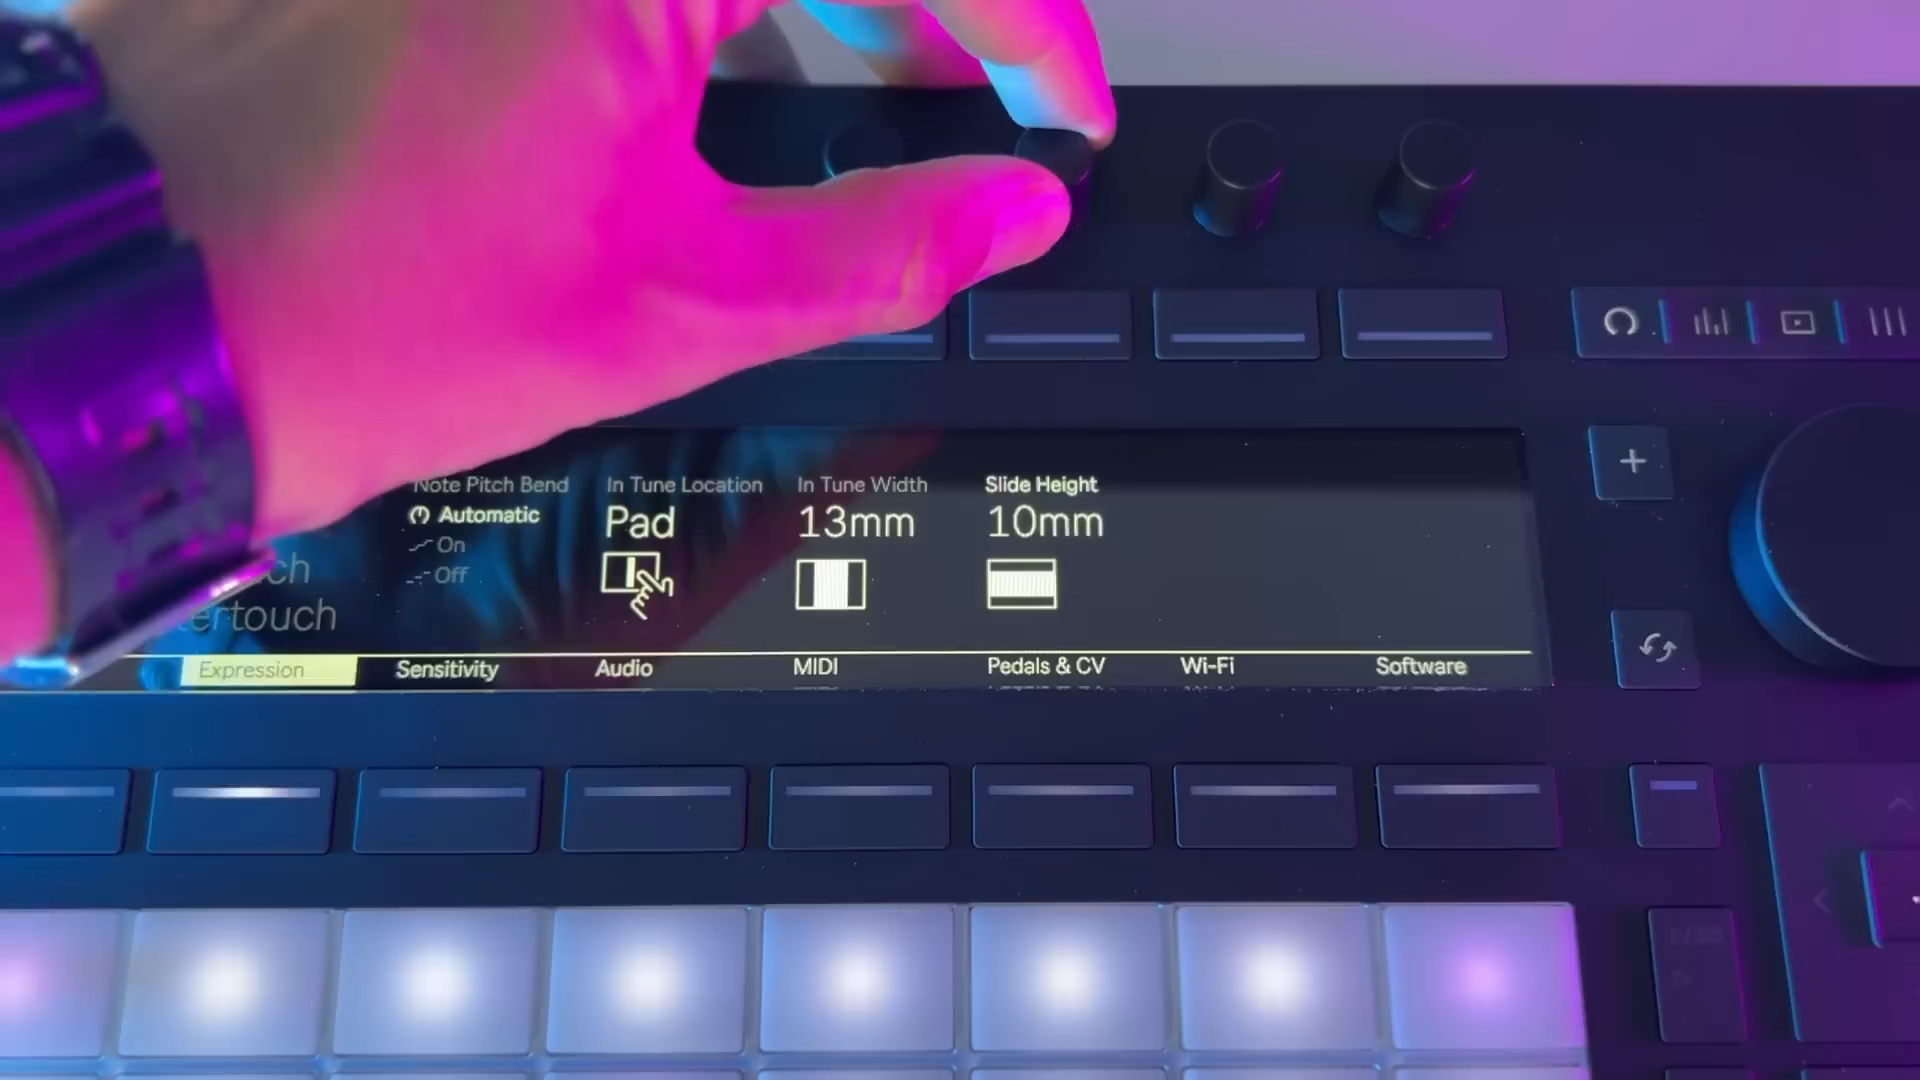 Note Pitch Bend
Automatic
On
Off
In Tune Location
Pad
In Tune Width
13mm
Slide Height
10mm
Expression
Sensitivity
Audio
MIDI
Pedals & CV
Wi-Fi
Software